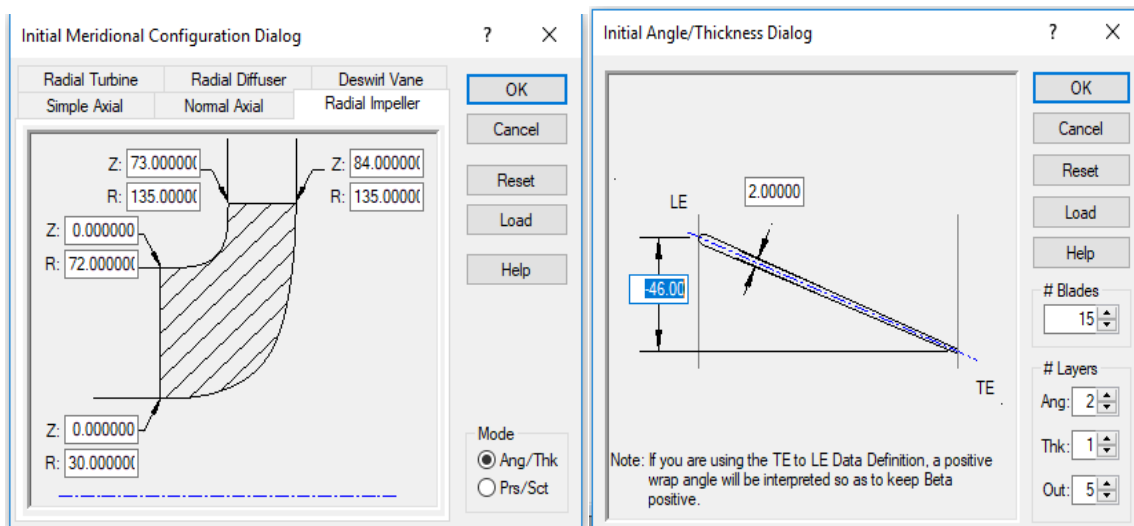 Initial Meridional Configuration Dialog
?
Radial Turbine
Radial Diffuser
Deswirl Vane
Simple Axial
Normal Axial
Radial Impeller
Z: 73.000000
R: 135.00000
Z: 84.000000
R: 135.00000
Z: 0.000000
R: 72.000000
Z: 0.000000
R: 30.000000
OK
Cancel
Reset
Load
Help
Mode
Ang/Thk
Prs/Sct
Initial Angle/Thickness Dialog
?
LE
2.00000
-46.00
TE
Note: If you are using the TE to LE Data Definition, a positive
wrap angle will be interpreted so as to keep Beta
positive.
OK
Cancel
Reset
Load
Help
# Blades
15
# Layers
Ang: 2
Thk: 1
Out: 5